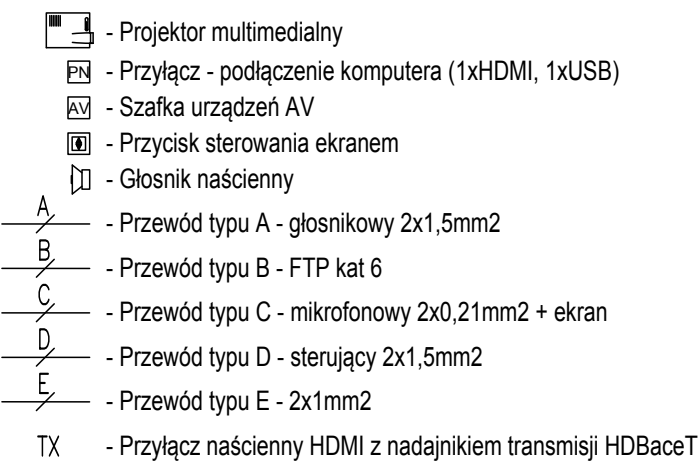 - Projektor multimedialny
PN - Przyłącz - podłączenie komputera (1xHDMI, 1xUSB)
AV - Szafka urządzeń AV
- Przycisk sterowania ekranem
- Głosnik naścienny
A - Przewód typu A - głosnikowy 2x1,5mm2
B - Przewód typu B - FTP kat 6
C - Przewód typu C - mikrofonowy 2x0,21mm2 + ekran
D - Przewód typu D - sterujący 2x1,5mm2
E - Przewód typu E - 2x1mm2
TX - Przyłącz naścienny HDMI z nadajnikiem transmisji HDBaceT